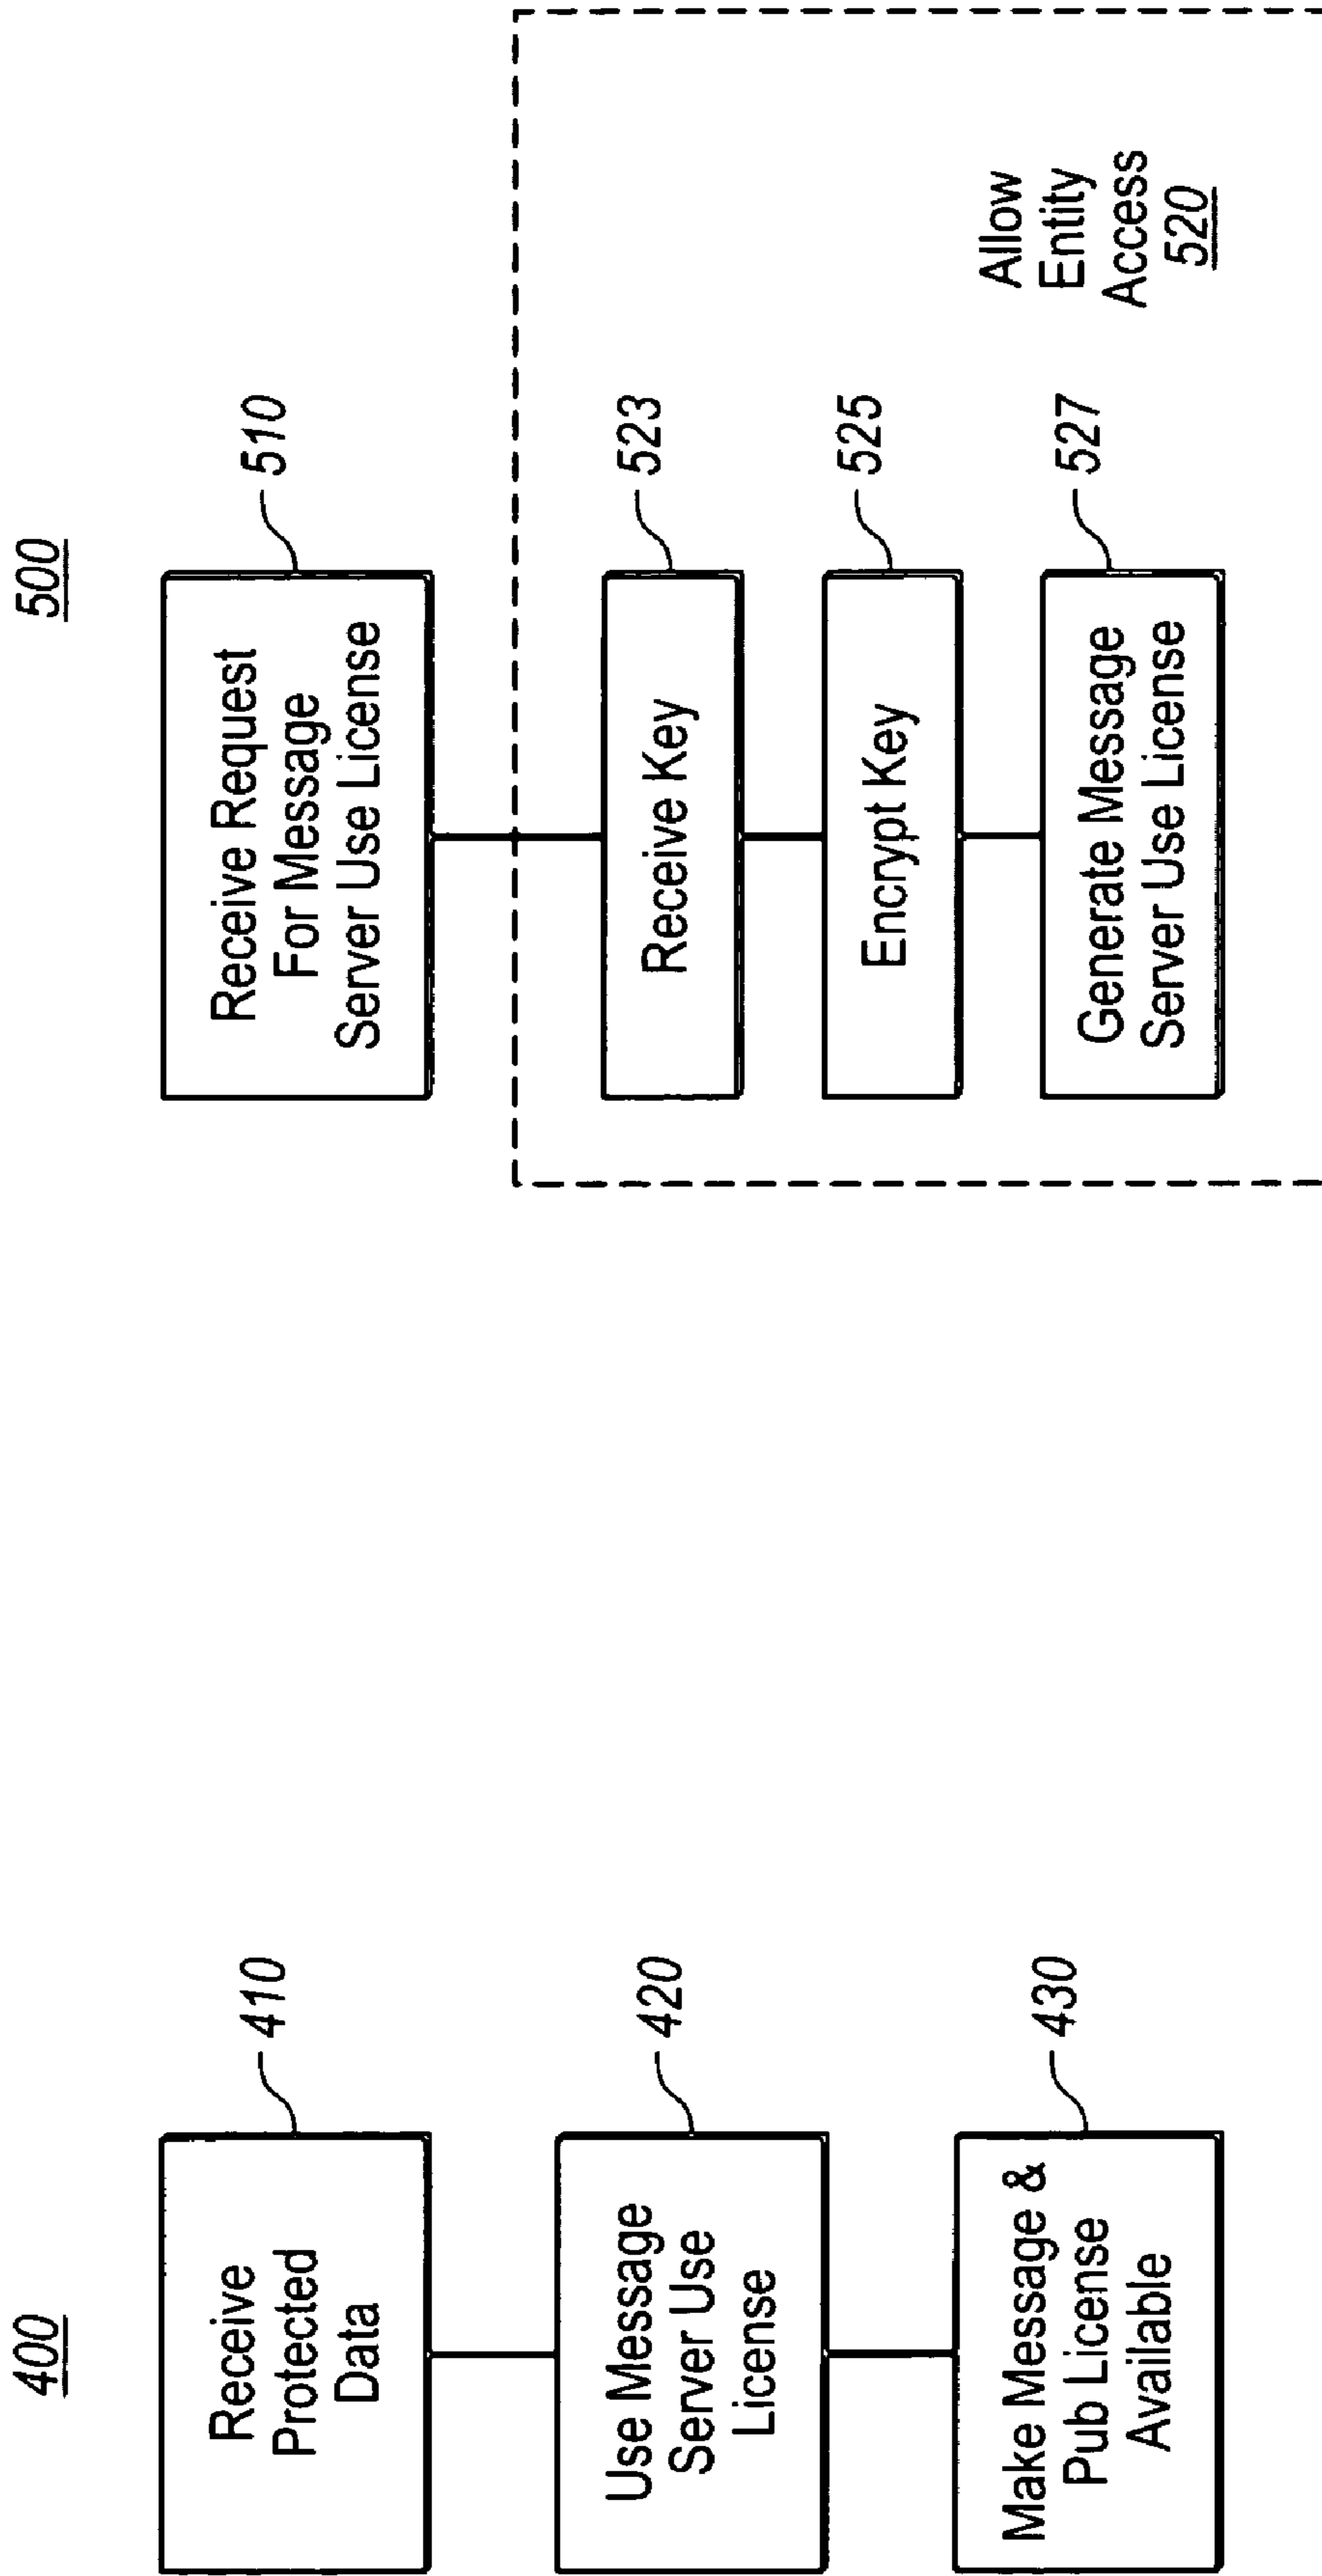 400
Receive
Protected
Data
410
Use Message
Server Use
License
420
Make Message &
Pub License
Available
430
500
Receive Request
For Message
Server Use License
510
Receive Key
523
Encrypt Key
525
Generate Message
Server Use License
527
Allow
Entity
Access
520